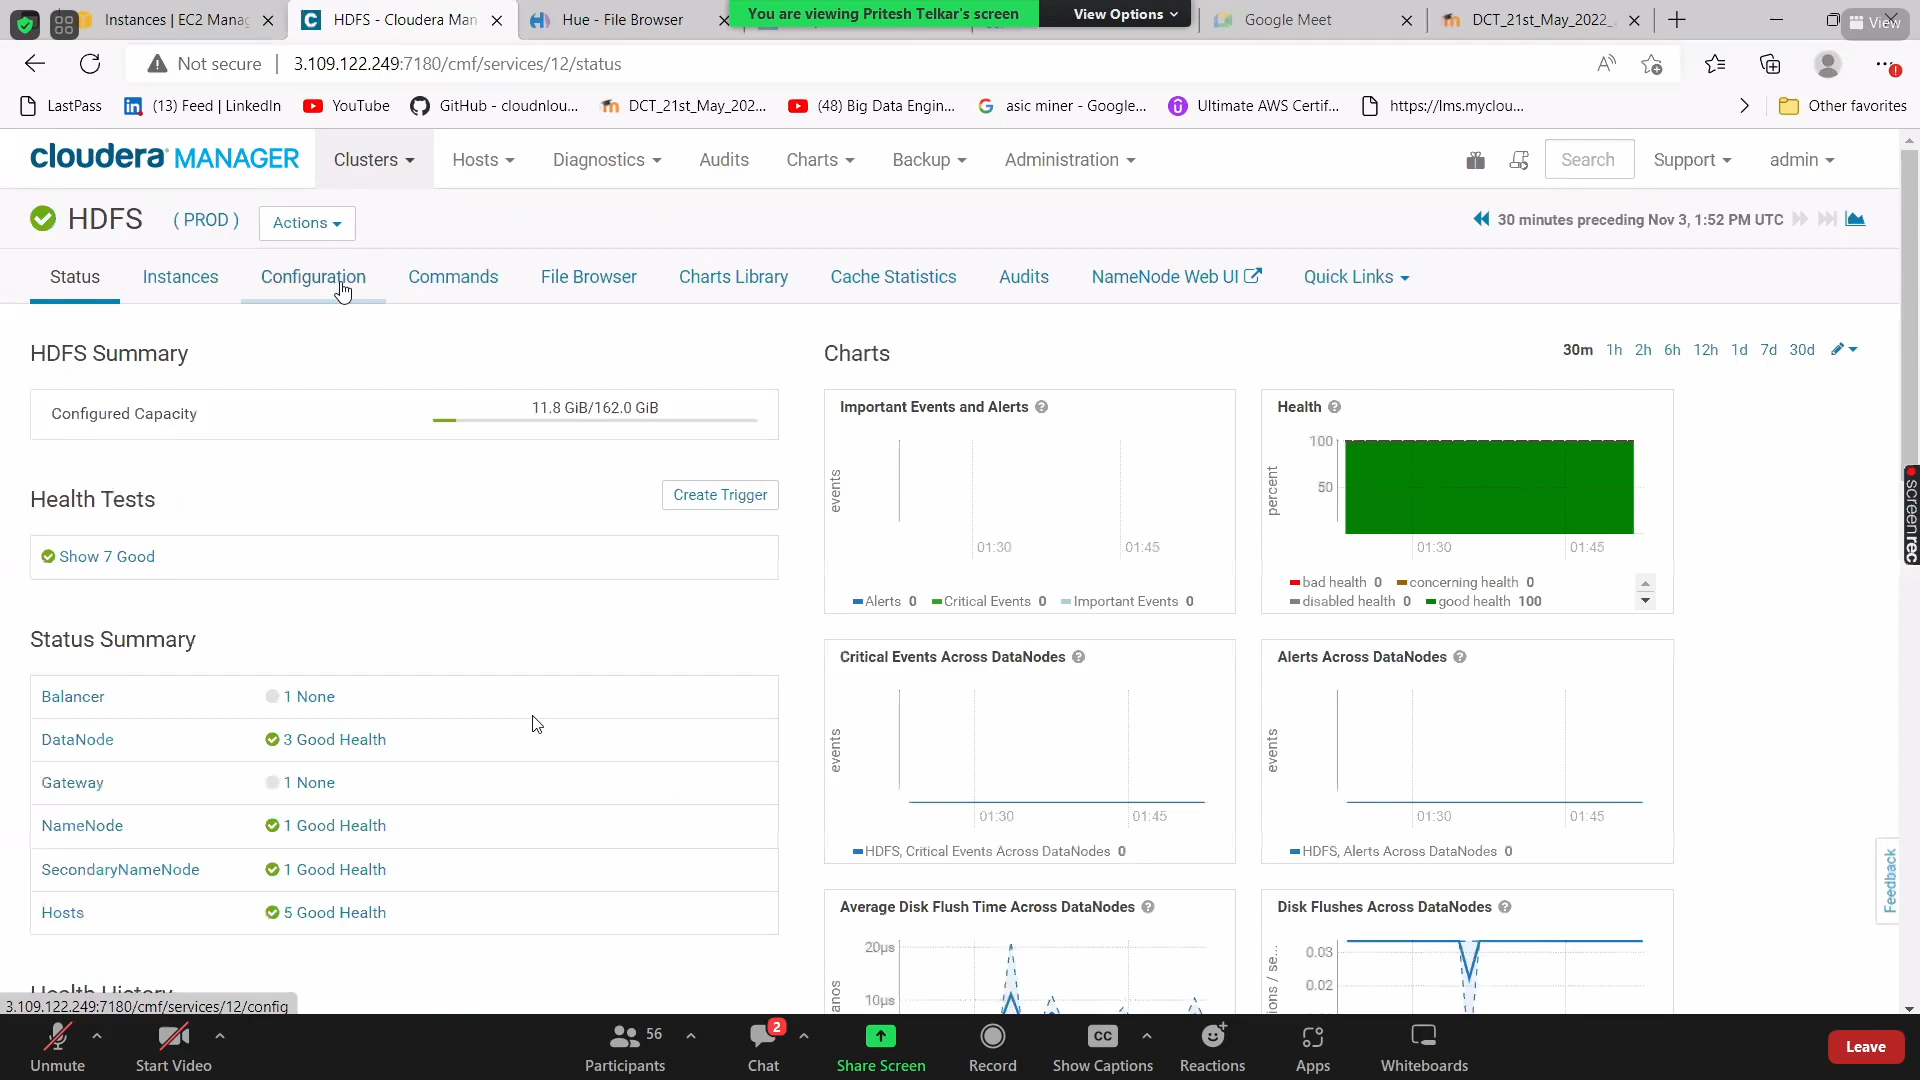 Instances | EC2 Manag
HDFS - Cloudera Man
Hue - File Browser
You are viewing Pritesh Telkar's screen
View Options
Google Meet
DCT_21st_May_2022_
View
Not secure
3.109.122.249:7180/cmf/services/12/status
LastPass
(13) Feed | LinkedIn
YouTube
GitHub - cloudnlou...
DCT_21st_May_202...
(48) Big Data Engin...
asic miner - Google...
Ultimate AWS Certif...
https://lms.myclou...
Other favorites
cloudera MANAGER
Clusters
Hosts
Diagnostics
Audits
Charts
Backup
Administration
Search
Support
admin
HDFS
( PROD )
Actions
30 minutes preceding Nov 3, 1:52 PM UTC
Status
Instances
Configuration
Commands
File Browser
Charts Library
Cache Statistics
Audits
NameNode Web UI
Quick Links
HDFS Summary
Configured Capacity
11.8 GiB/162.0 GiB
Health Tests
Create Trigger
Show 7 Good
Status Summary
Balancer
1 None
DataNode
3 Good Health
Gateway
1 None
NameNode
1 Good Health
SecondaryNameNode
1 Good Health
Hosts
5 Good Health
Health History
3.109.122.249:7180/cmf/services/12/config
Charts
30m 1h 2h 6h 12h 1d 7d 30d
Important Events and Alerts
events
01:30
01:45
Alerts 0
Critical Events 0
Important Events 0
Health
percent
100
50
01:30
01:45
bad health 0
concerning health 0
disabled health 0
good health 100
Critical Events Across DataNodes
events
01:30
01:45
HDFS, Critical Events Across DataNodes 0
Alerts Across DataNodes
events
01:30
01:45
HDFS, Alerts Across DataNodes 0
Average Disk Flush Time Across DataNodes
20µs
10µs
anos
Disk Flushes Across DataNodes
0.03
0.02
ions / se...
screenrec
Feedback
Unmute
Start Video
56
Participants
2
Chat
Share Screen
Record
CC
Show Captions
Reactions
Apps
Whiteboards
Leave